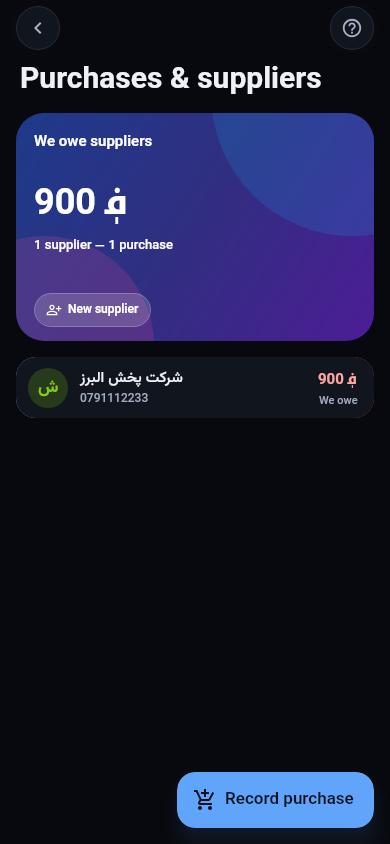 Purchases & suppliers
We owe suppliers
900 ؋
1 supplier — 1 purchase
New supplier
ش
شرکت پخش البرز
900 ؋
0791112233
We owe
Record purchase